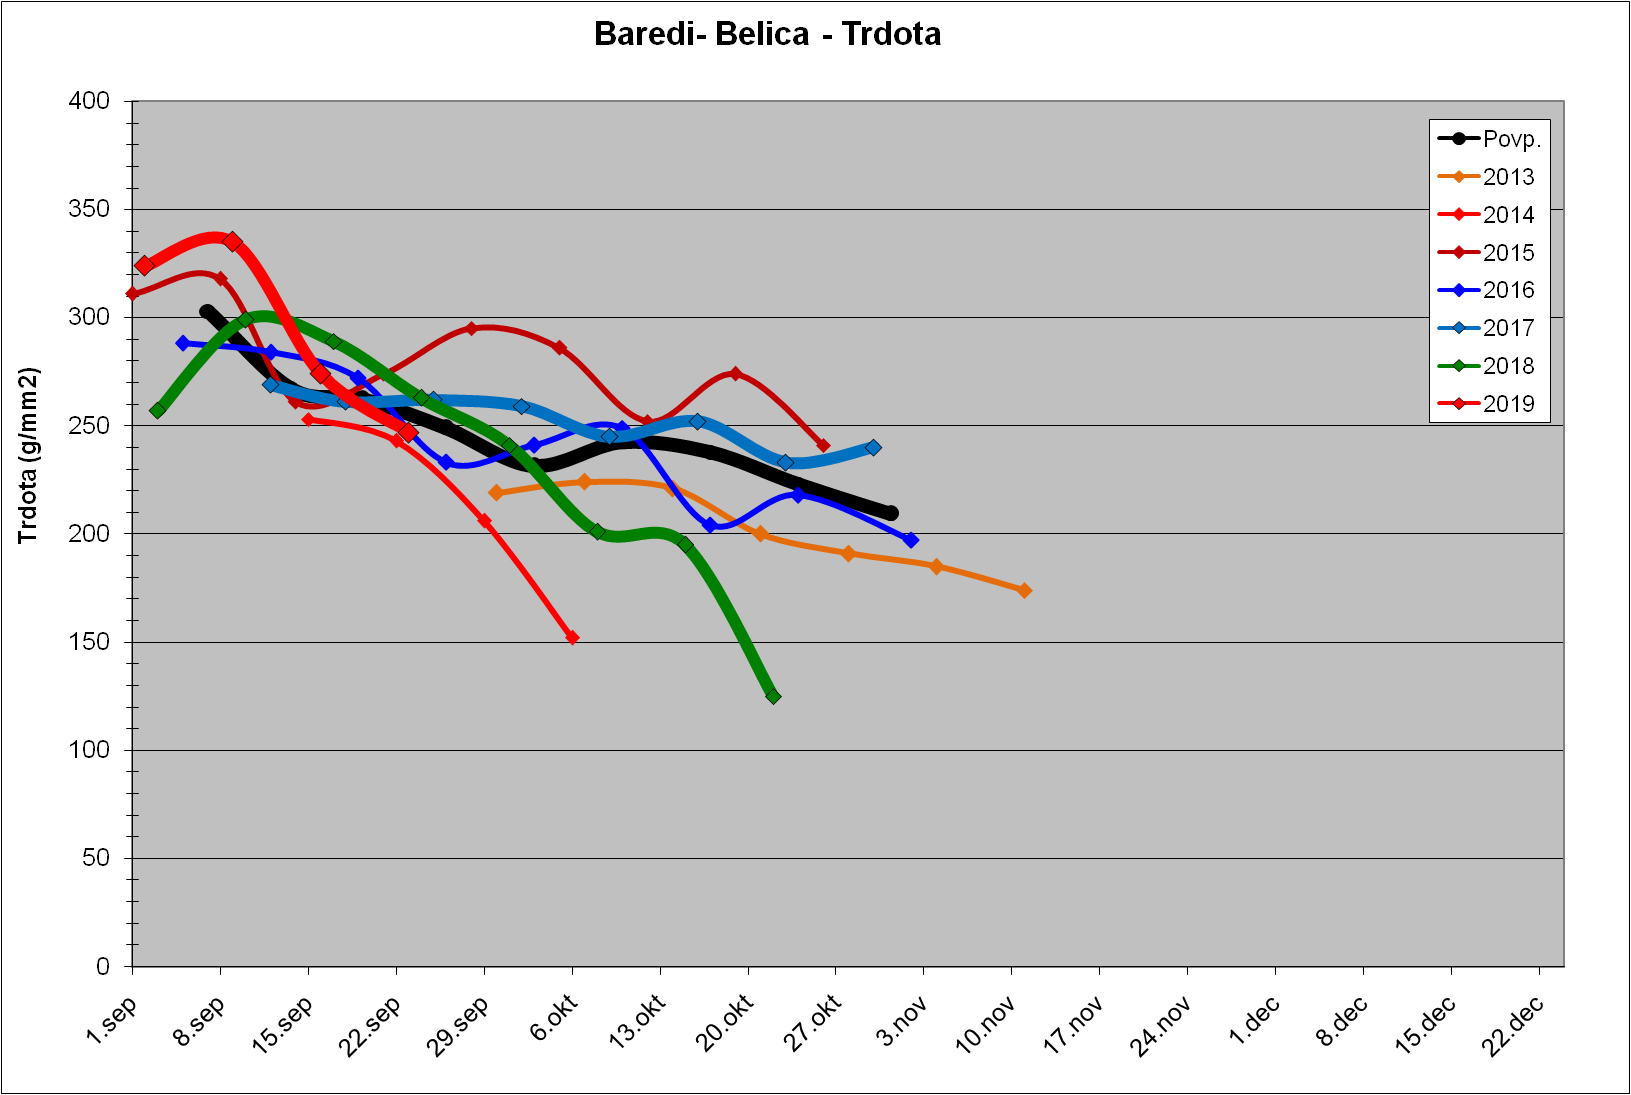 Baredi- Belica - Trdota
Trdota (g/mm2)
400
350
300
250
200
150
100
50
0
1.sep
8.sep
15.sep
22.sep
29.sep
6.okt
13.okt
20.okt
27.okt
3.nov
10.nov
17.nov
24.nov
1.dec
8.dec
15.dec
22.dec
Povp.
2013
2014
2015
2016
2017
2018
2019